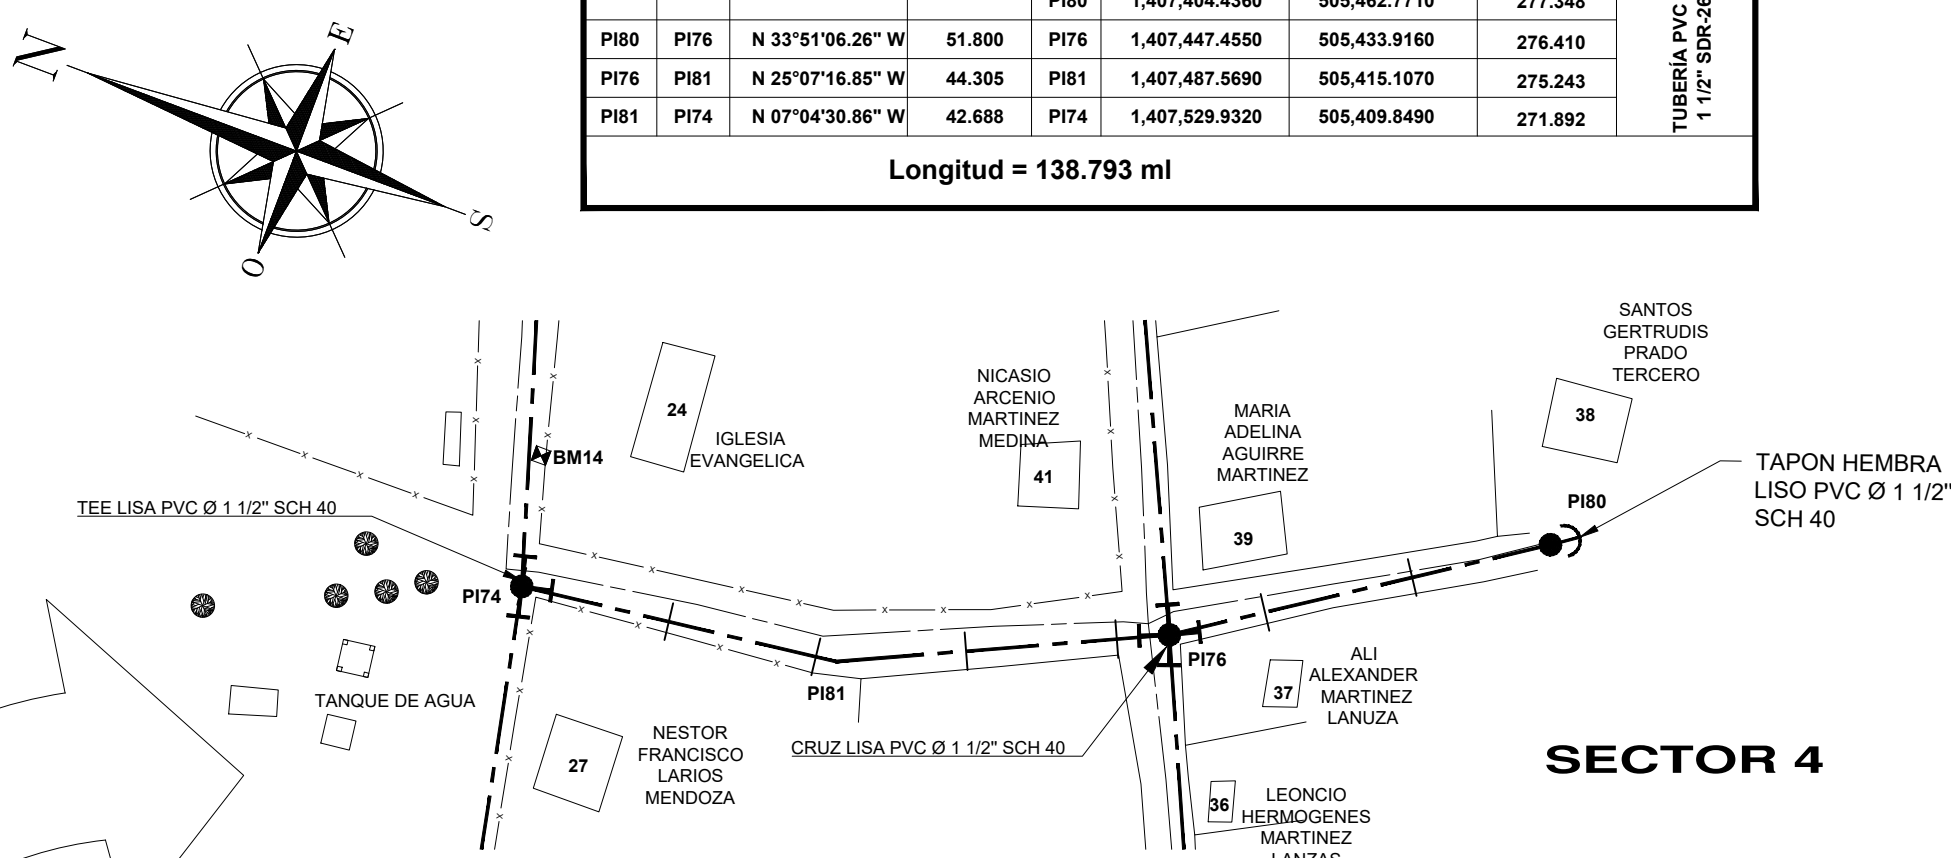 N
E
S
O
PI80 1,407,404.4360 505,462.7710 277.348
PI80 PI76 N 33°51'06.26" W 51.800 PI76 1,407,447.4550 505,433.9160 276.410
PI76 PI81 N 25°07'16.85" W 44.305 PI81 1,407,487.5690 505,415.1070 275.243
PI81 PI74 N 07°04'30.86" W 42.688 PI74 1,407,529.9320 505,409.8490 271.892
TUBERÍA PVC
1 1/2" SDR-26
Longitud = 138.793 ml
SANTOS
GERTRUDIS
PRADO
TERCERO
38
NICASIO
ARCENIO
MARTINEZ
MEDINA
41
MARIA
ADELINA
AGUIRRE
MARTINEZ
39
24
IGLESIA
EVANGELICA
BM14
TAPON HEMBRA
LISO PVC Ø 1 1/2"
SCH 40
PI80
TEE LISA PVC Ø 1 1/2" SCH 40
PI74
PI76
PI81
TANQUE DE AGUA
ALI
ALEXANDER
MARTINEZ
LANUZA
37
NESTOR
FRANCISCO
LARIOS
MENDOZA
27
CRUZ LISA PVC Ø 1 1/2" SCH 40
SECTOR 4
36
LEONCIO
HERMOGENES
MARTINEZ
LANZAS